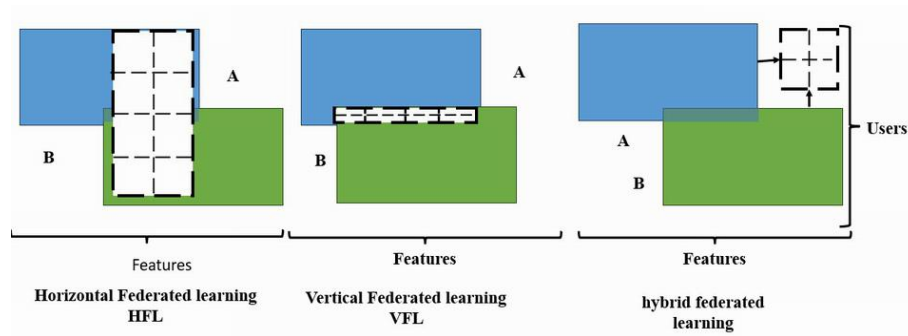 A
B
Features
Horizontal Federated learning
HFL
A
B
Features
Vertical Federated learning
VFL
A
B
Users
Features
hybrid federated
learning